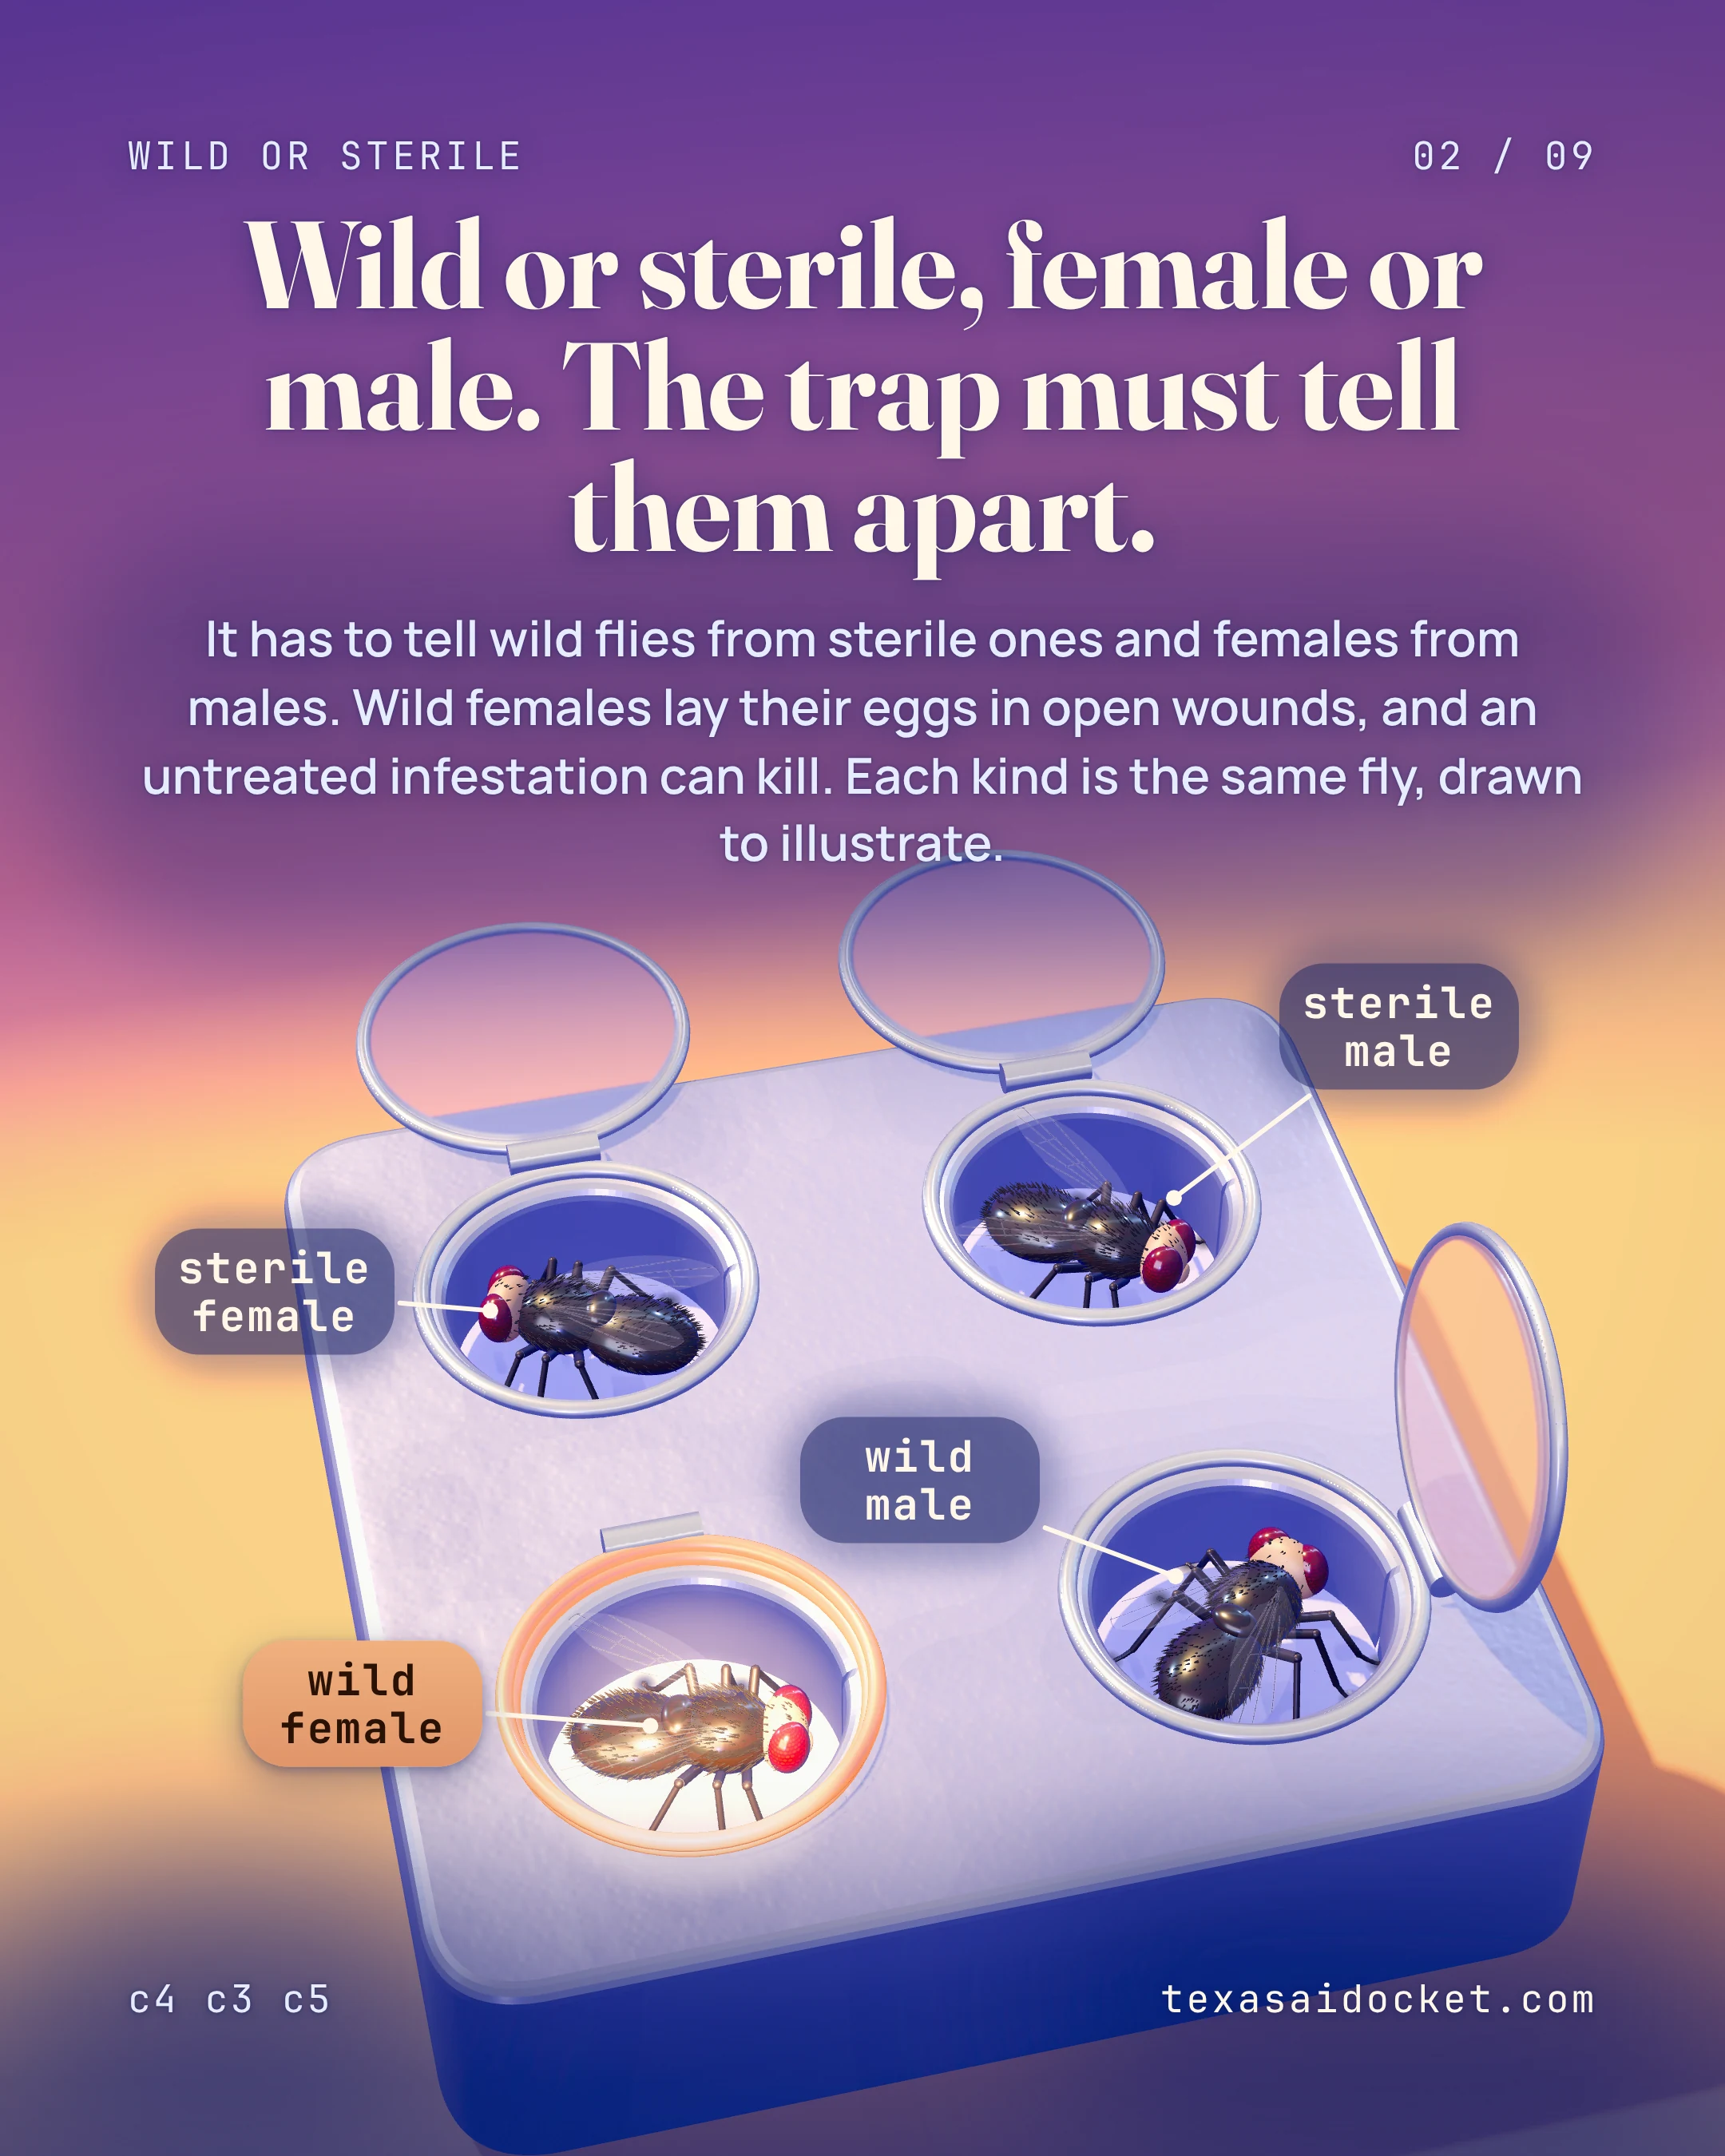 WILD OR STERILE
02 / 09
Wild or sterile, female or
male. The trap must tell
them apart.
It has to tell wild flies from sterile ones and females from
males. Wild females lay their eggs in open wounds, and an
untreated infestation can kill. Each kind is the same fly, drawn
to illustrate.
sterile
male
sterile
female
wild
male
wild
female
c4 c3 c5
texasaidocket.com